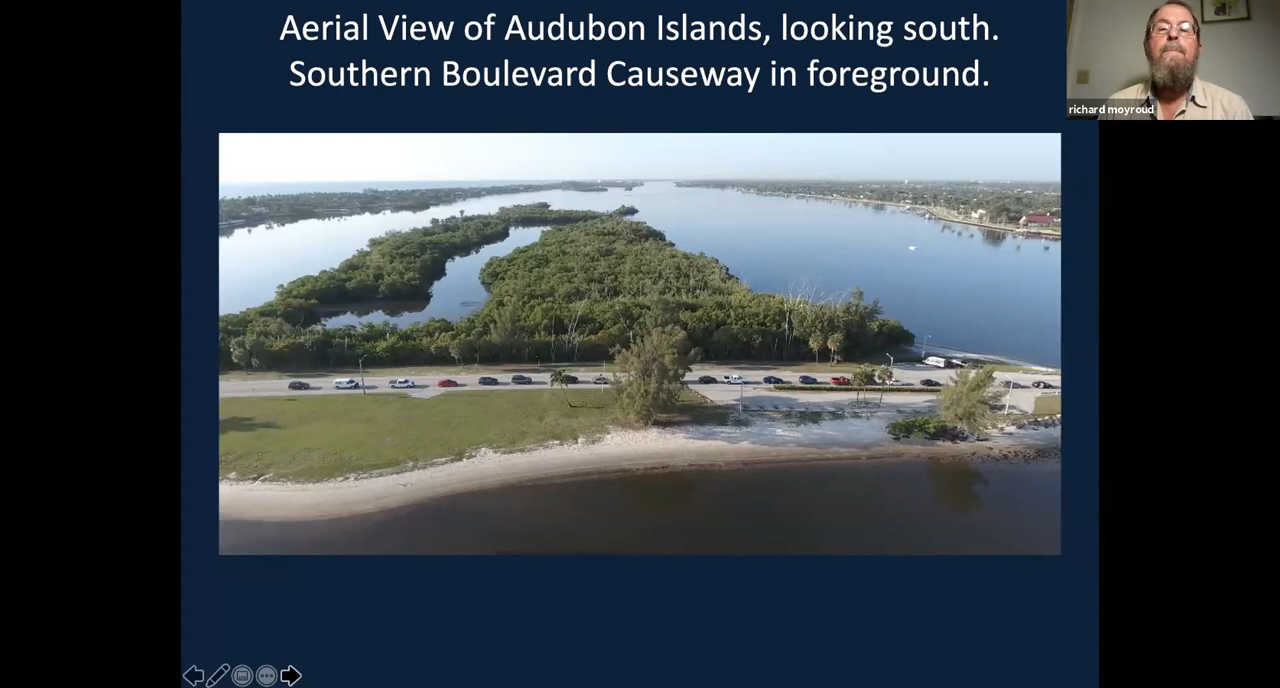 Aerial View of Audubon Islands, looking south.
Southern Boulevard Causeway in foreground.
richard moyroud